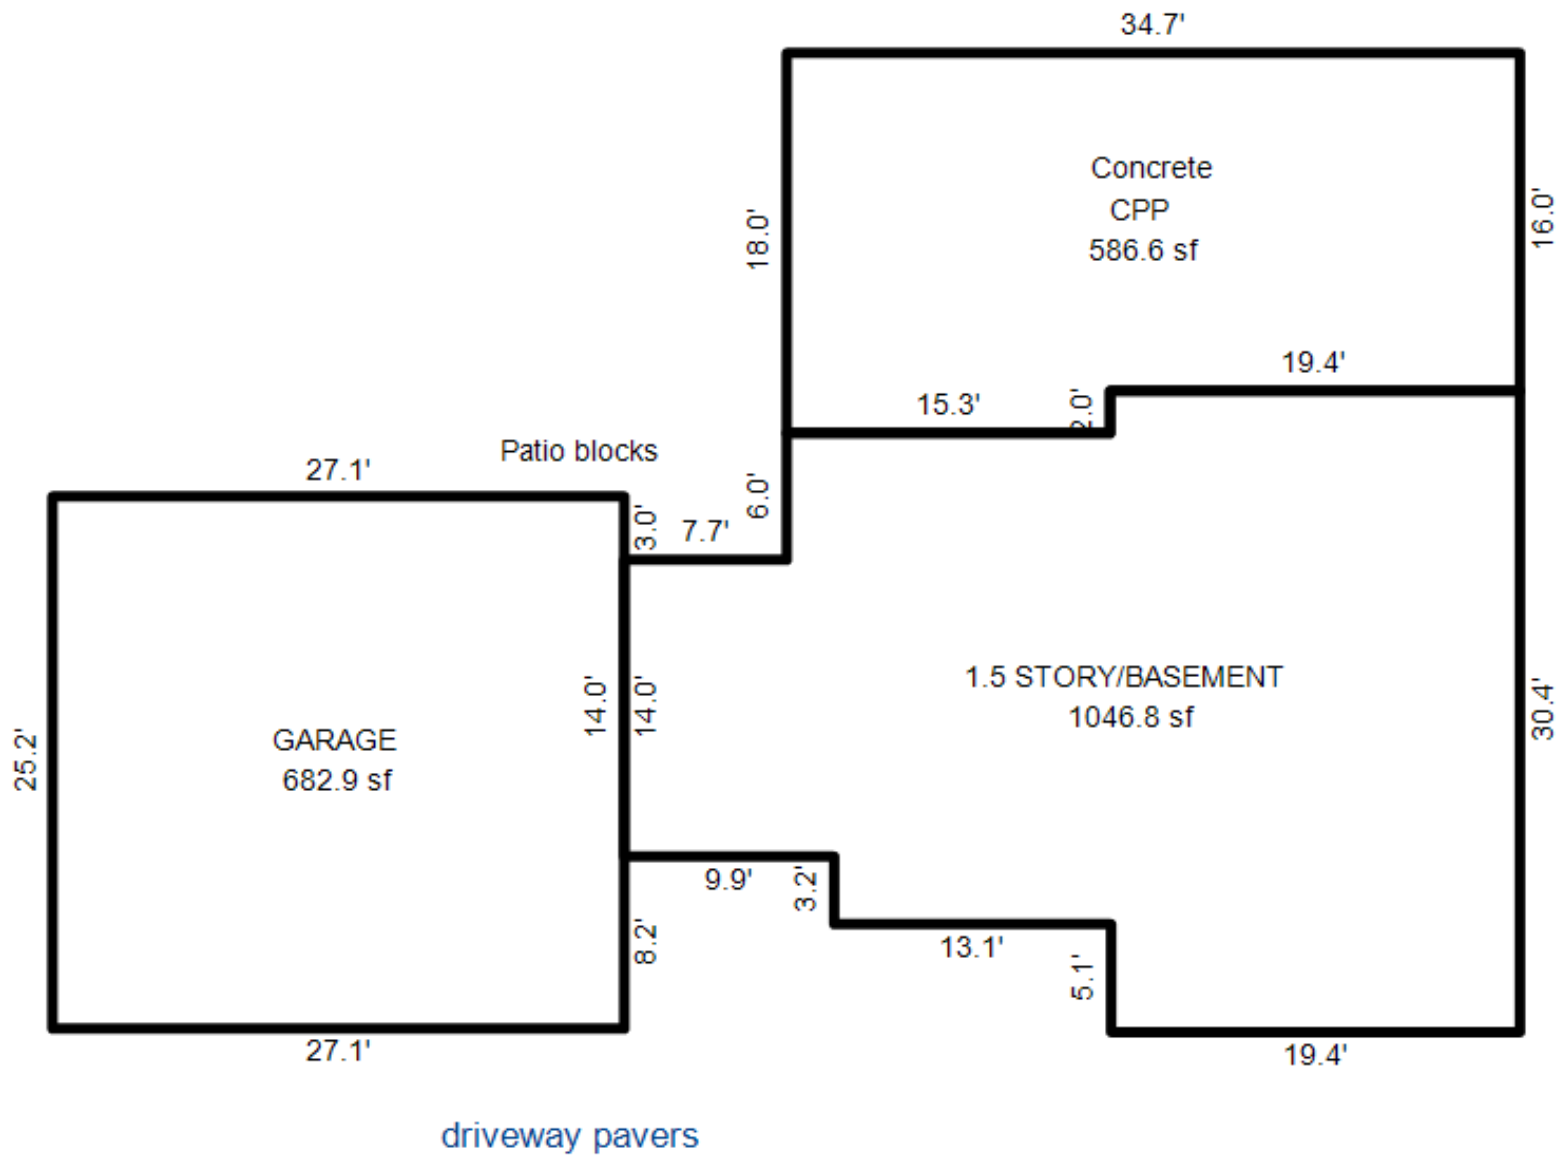 34.7'
Concrete
CPP
586.6 sf
18.0'
16.0'
19.4'
15.3'
2.0'
Patio blocks
27.1'
3.0'
7.7'
6.0'
1.5 STORY/BASEMENT
1046.8 sf
30.4'
14.0'
14.0'
GARAGE
682.9 sf
25.2'
9.9'
3.2'
8.2'
13.1'
5.1'
27.1'
19.4'
driveway pavers